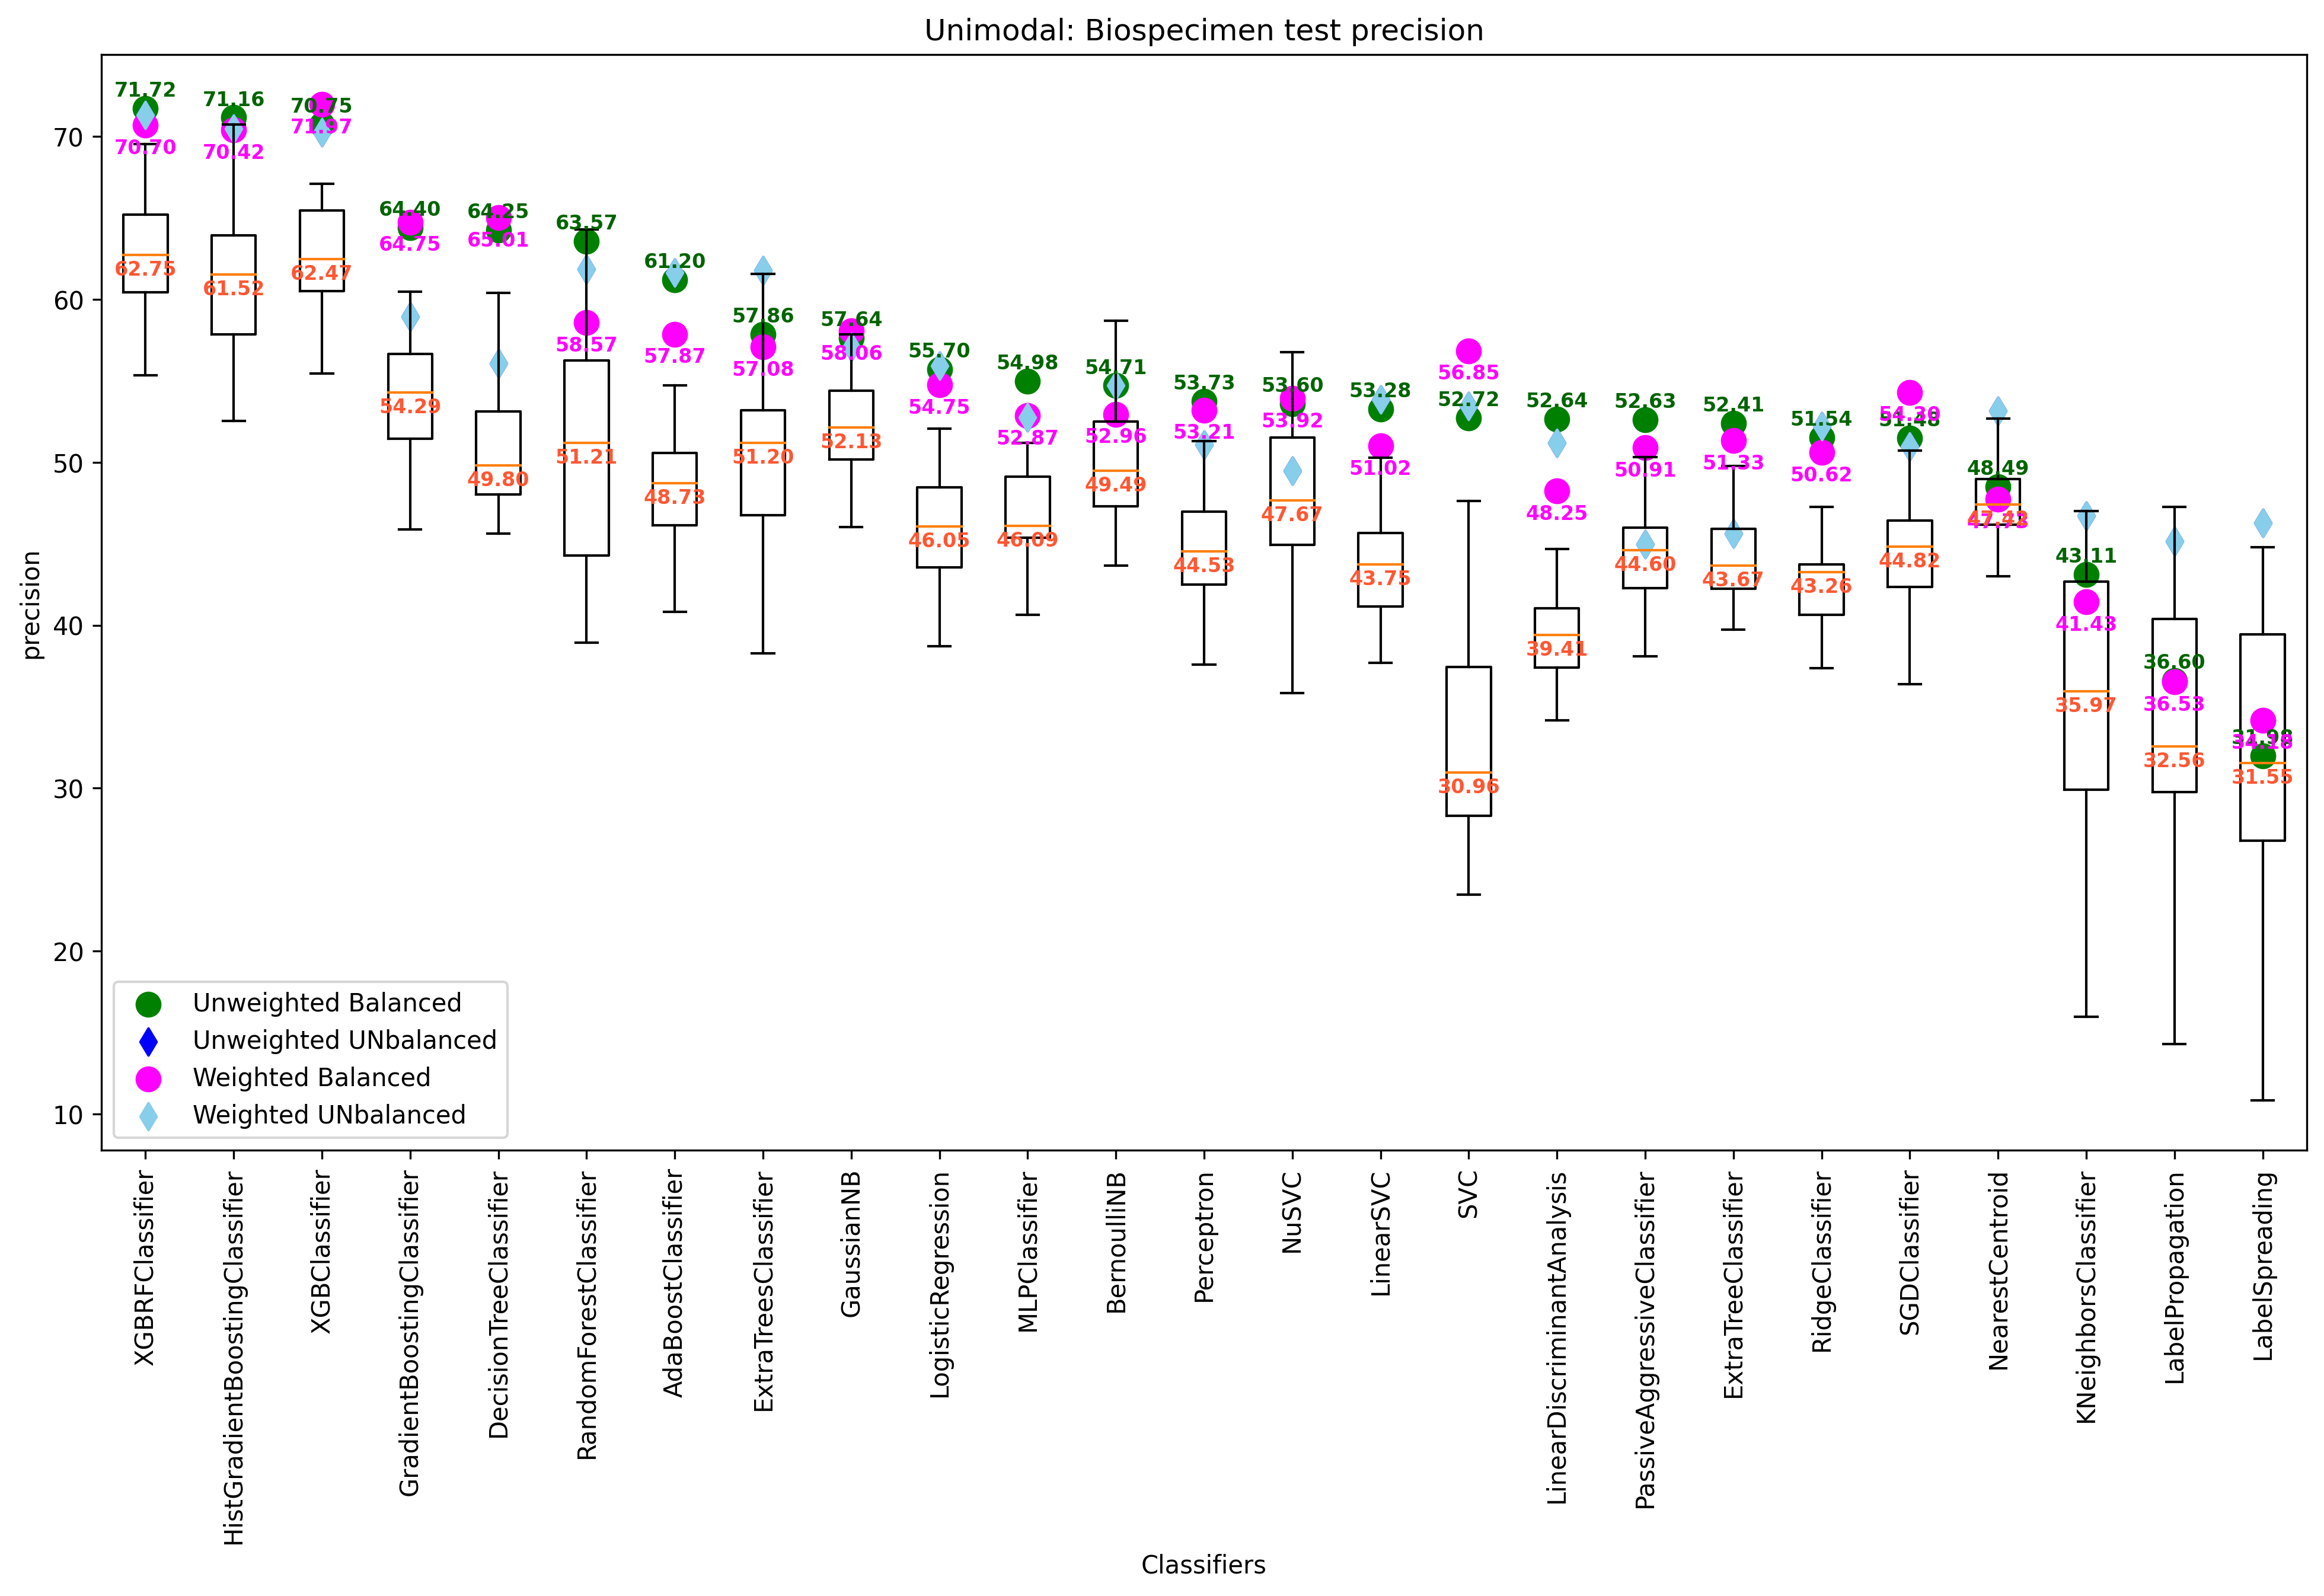 Unimodal: Biospecimen test precision
precision
70
60
50
40
30
20
10
71.72
70.70
62.75
71.16
70.42
61.52
70.75
71.97
62.47
64.40
64.75
54.29
64.25
65.01
49.80
63.57
58.57
51.21
61.20
57.87
48.73
57.86
57.08
51.20
57.64
58.06
52.13
55.70
54.75
46.05
54.98
52.87
46.09
54.71
52.96
49.49
53.73
53.21
44.53
53.60
53.92
47.67
53.28
51.02
43.75
56.85
52.72
30.96
52.64
48.25
39.41
52.63
50.91
44.60
52.41
51.33
43.67
51.54
50.62
43.26
54.30
51.48
44.82
48.49
47.42
43.11
41.43
35.97
36.60
36.53
32.56
31.98
34.18
31.55
Unweighted Balanced
Unweighted UNbalanced
Weighted Balanced
Weighted UNbalanced
XGBRFClassifier
HistGradientBoostingClassifier
XGBClassifier
GradientBoostingClassifier
DecisionTreeClassifier
RandomForestClassifier
AdaBoostClassifier
ExtraTreesClassifier
GaussianNB
LogisticRegression
MLPClassifier
BernoulliNB
Perceptron
NuSVC
LinearSVC
SVC
LinearDiscriminantAnalysis
PassiveAggressiveClassifier
ExtraTreeClassifier
RidgeClassifier
SGDClassifier
NearestCentroid
KNeighborsClassifier
LabelPropagation
LabelSpreading
Classifiers